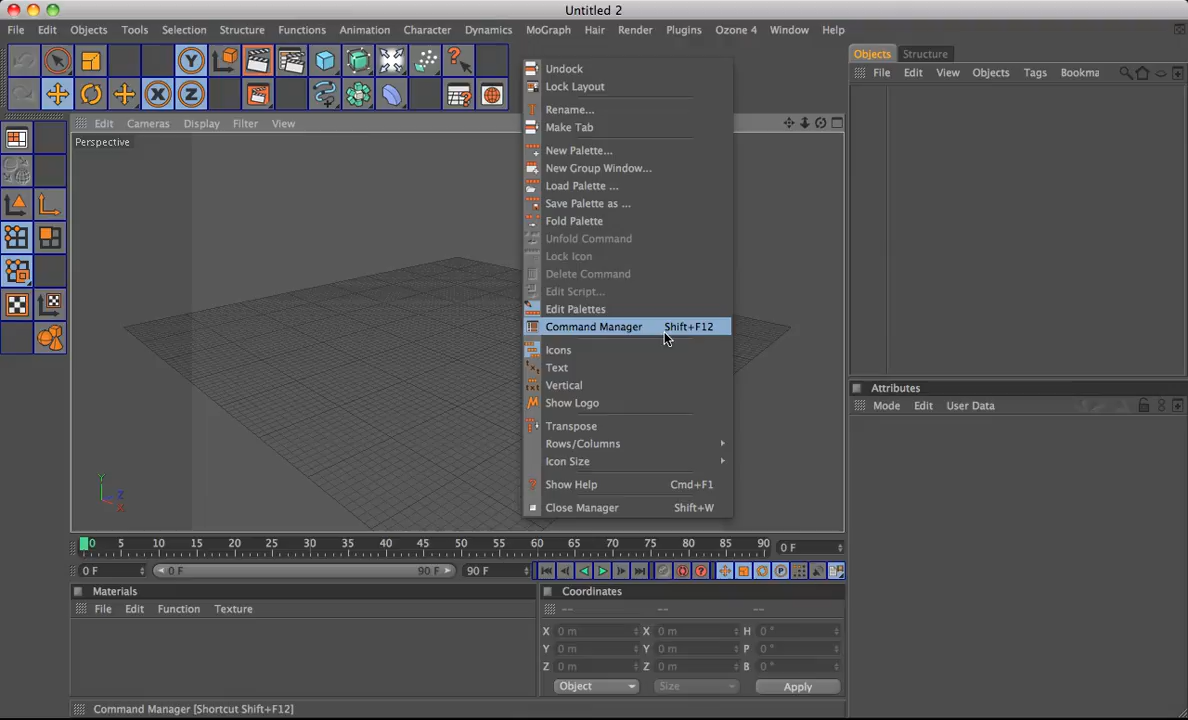 Untitled 2
File Edit Objects Tools Selection Structure Functions Animation Character Dynamics MoGraph Hair Render Plugins Ozone 4 Window Help
Objects Structure
File Edit View Objects Tags Bookma
Edit Cameras Display Filter View
Perspective
Undock
Lock Layout
Rename...
Make Tab
New Palette...
New Group Window...
Load Palette ...
Save Palette as ...
Fold Palette
Unfold Command
Lock Icon
Delete Command
Edit Script...
Edit Palettes
Command Manager Shift+F12
Icons
Text
Vertical
Show Logo
Transpose
Rows/Columns
Icon Size
Show Help Cmd+F1
Close Manager Shift+W
Y
X Z
Y
Z
X
Attributes
Mode Edit User Data
0 5 10 15 20 25 30 35 40 45 50 55 60 65 70 75 80 85 90 0 F
0 F 0 F 90 F 90 F
Materials
File Function Edit Texture
Coordinates
-- -- --
X 0 m X 0 m H 0 °
Y 0 m Y 0 m P 0 °
Z 0 m Z 0 m B 0 °
Object Size Apply
Command Manager [Shortcut Shift+F12]